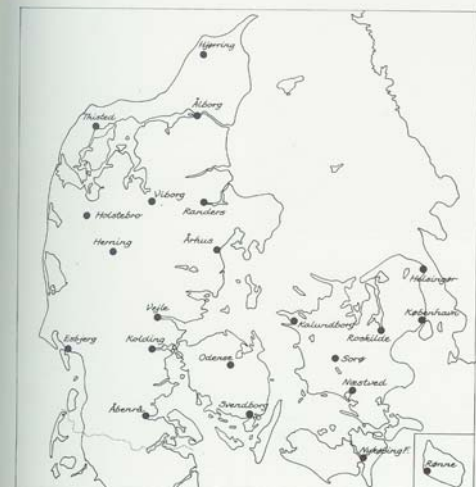 Hjørring
Thisted
Ålborg
Viborg
Randers
Holstebro
Herning
Århus
Helsingør
Vejle
Kalundborg
København
Roskilde
Esbjerg
Kolding
Odense
Sorø
Næstved
Åbenrå
Svendborg
Nykøbing F.
Rønne